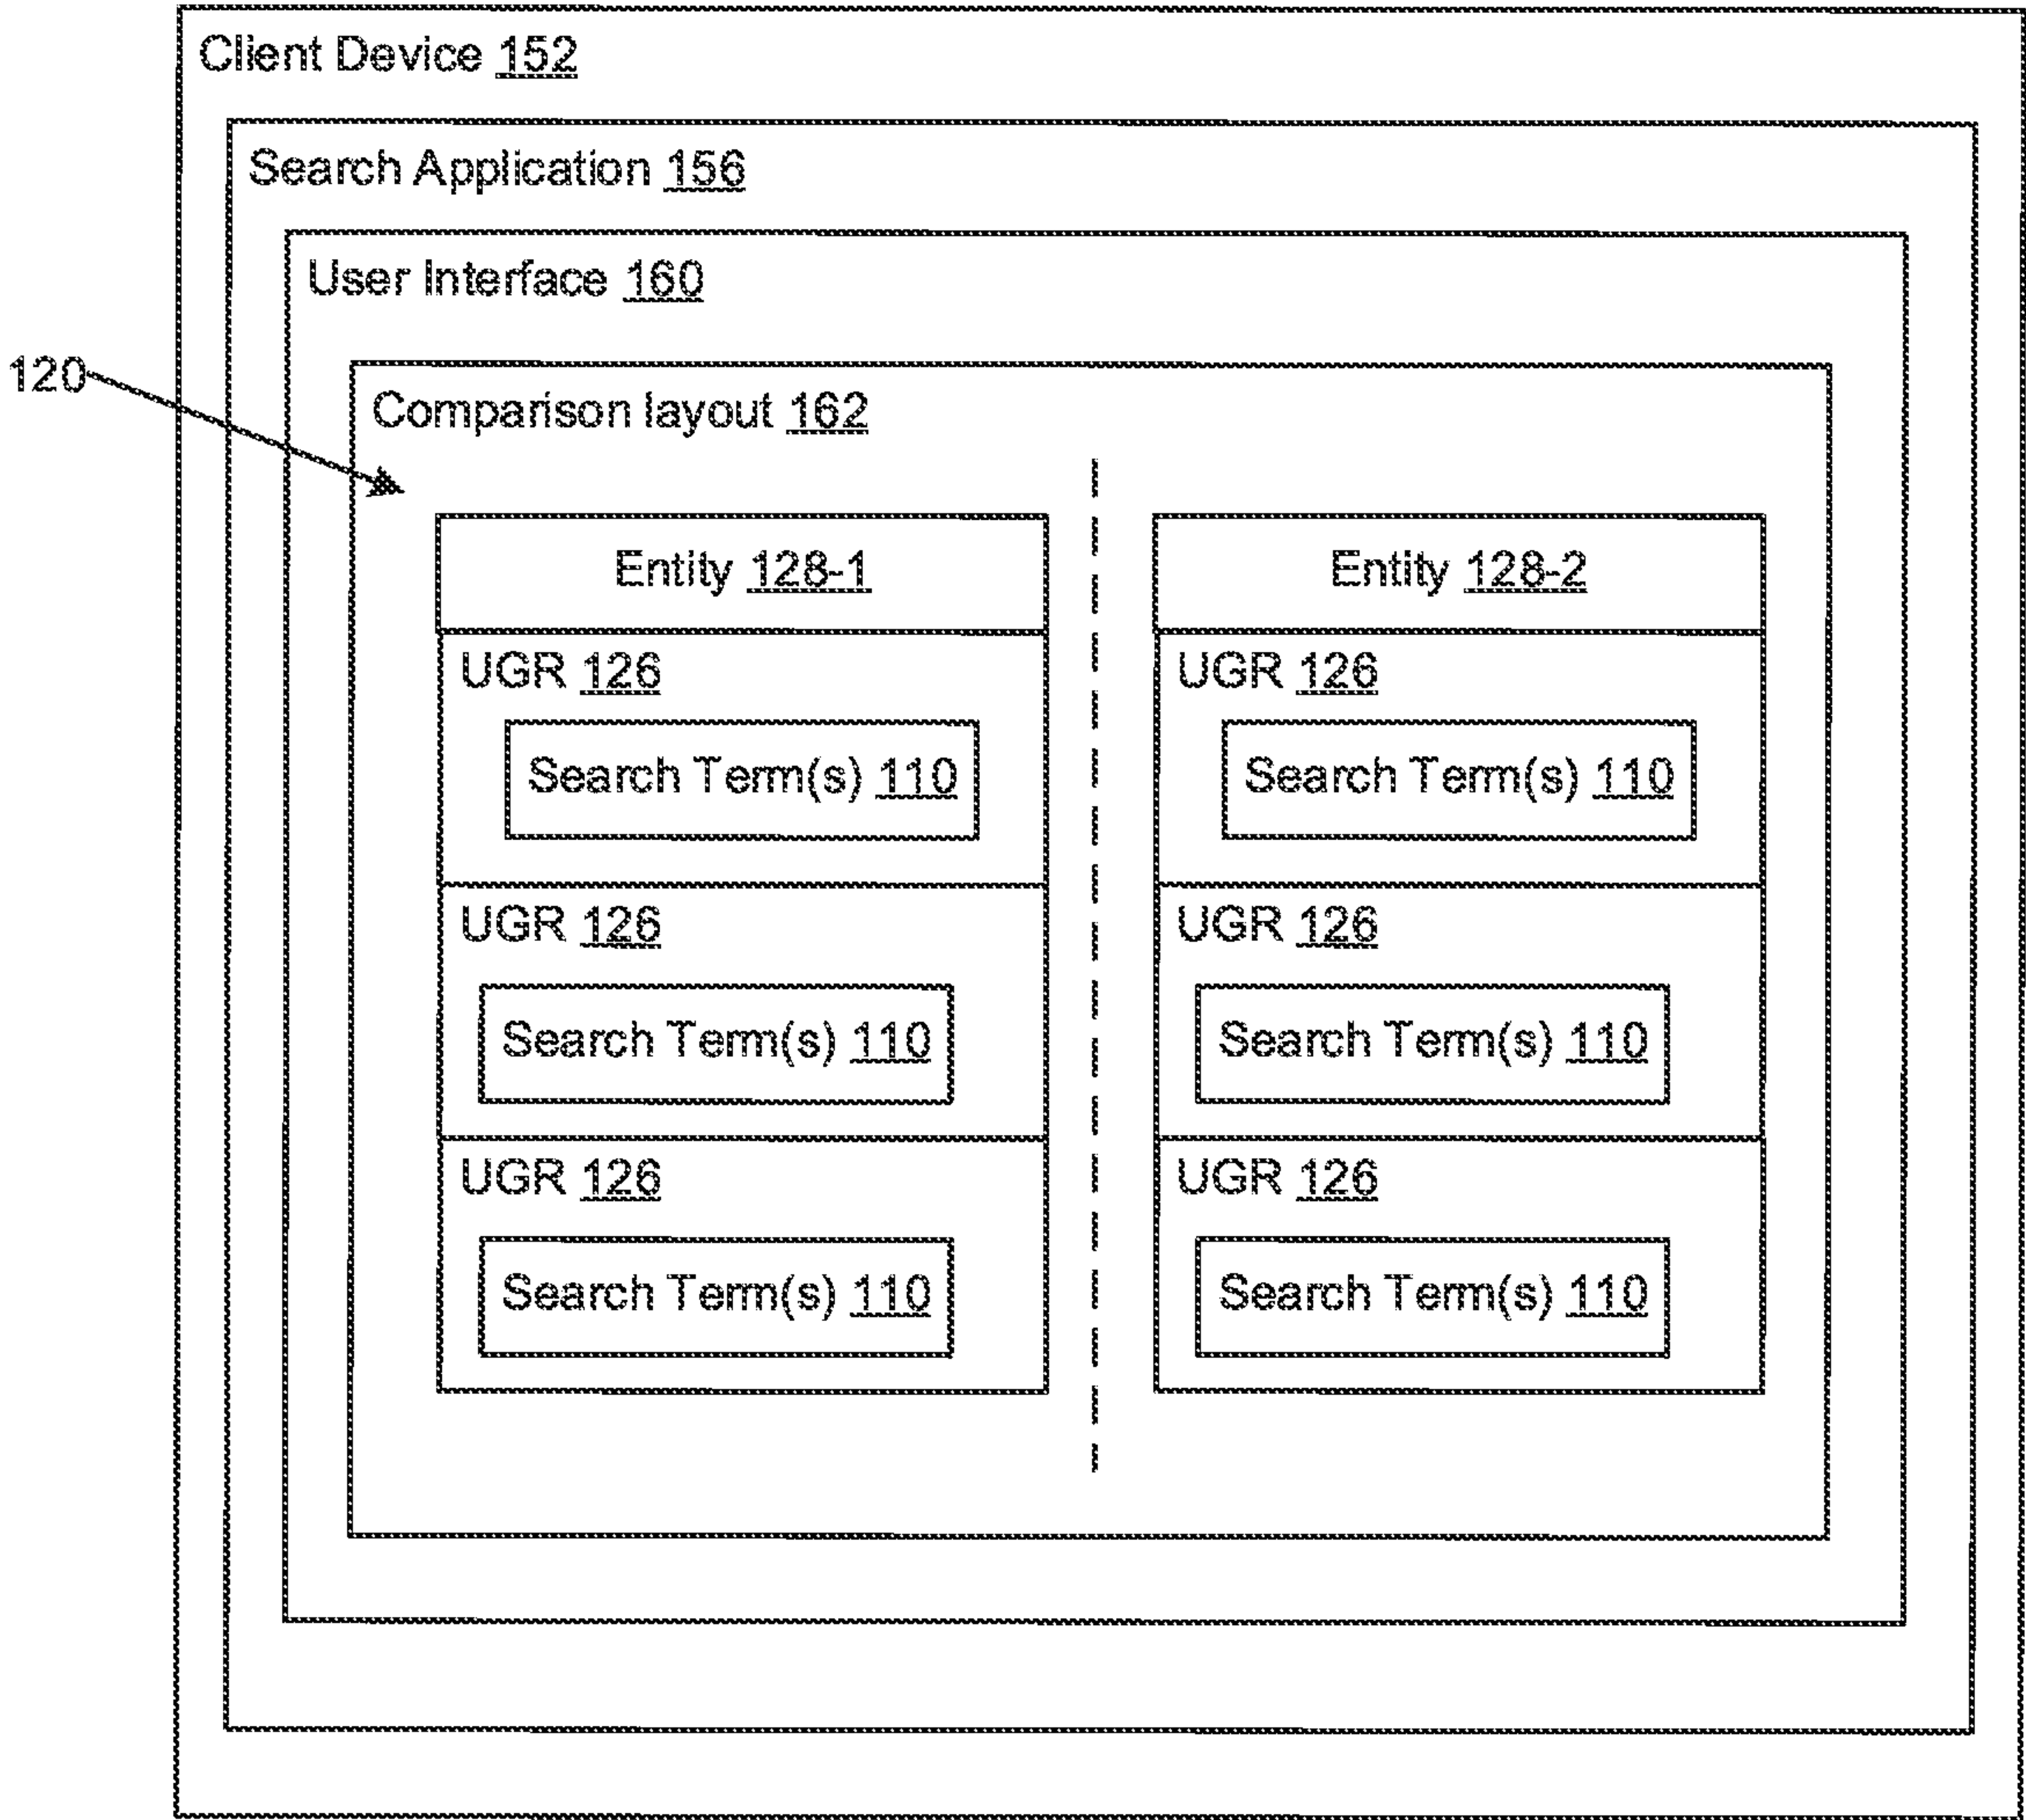 Client Device 152
Search Application 156
User Interface 160
120
Comparison layout 162
Entity 128-1
UGR 126
Search Term(s) 110
UGR 126
Search Term(s) 110
UGR 126
Search Term(s) 110
Entity 128-2
UGR 126
Search Term(s) 110
UGR 126
Search Term(s) 110
UGR 126
Search Term(s) 110